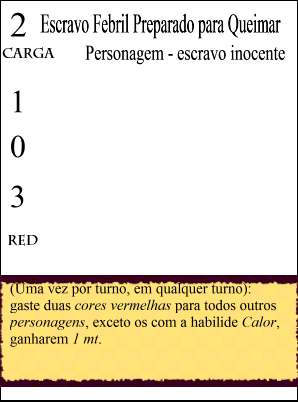 2 Escravo Febril Preparado para Queimar
CARGA Personagem - escravo inocente
1
0
3
RED
(Uma vez por turno, em qualquer turno):
gaste duas cores vermelhas para todos outros
personagens, exceto os com a habilide Calor,
ganharem 1 mt.